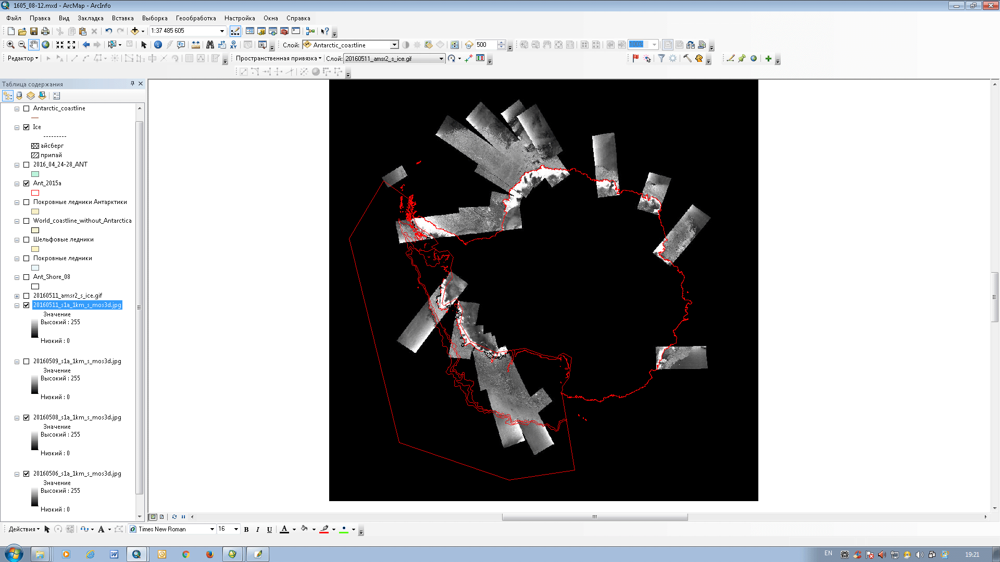 1605_08-12.mxd - ArcMap - ArcInfo
Файл Правка Вид Закладка Вставка Выборка Геообработка Настройка Окна Справка
1:37 485 605
Слой: Antarctic_coastline 500 100%
Редактор Пространственная привязка Слой: 20160511_amsr2_s_ice.gif
Таблица содержания
Antarctic_coastline
Ice
айсберг
припай
2016_04_24-28_ANT
Ant_2015a
Покровные ледники Антарктики
World_coastline_without_Antarctica
Шельфовые ледники
Покровные ледники
Ant_Shore_08
20160511_amsr2_s_ice.gif
20160511_s1a_1km_s_mos3d.jpg
Значение
Высокий : 255
Низкий : 0
20160509_s1a_1km_s_mos3d.jpg
Значение
Высокий : 255
Низкий : 0
20160508_s1a_1km_s_mos3d.jpg
Значение
Высокий : 255
Низкий : 0
20160506_s1a_1km_s_mos3d.jpg
Значение
Высокий : 255
Низкий : 0
Действия A Times New Roman 16 B I U A
EN 19:21